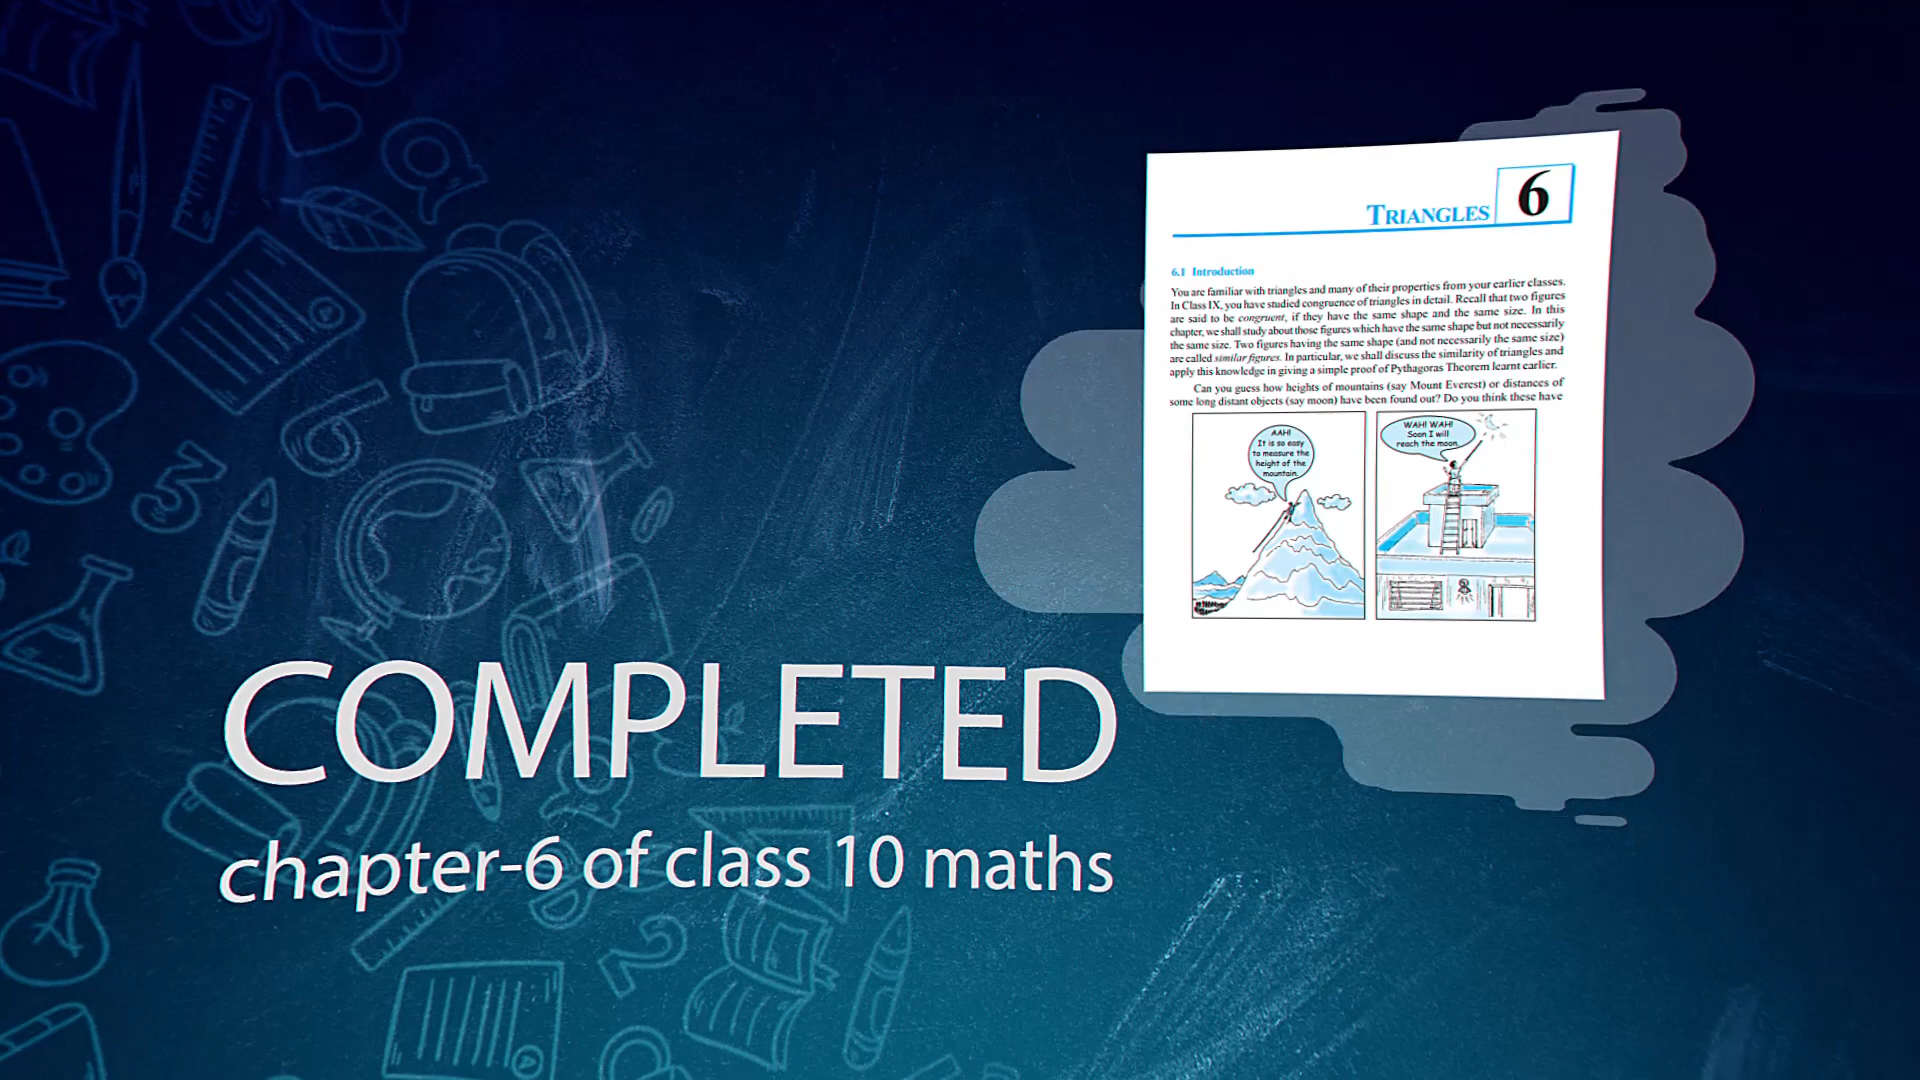 TRIANGLES 6
6.1 Introduction
You are familiar with triangles and many of their properties from your earlier classes.
In Class IX, you have studied congruence of triangles in detail. Recall that two figures
are said to be congruent, if they have the same shape and the same size. In this
chapter, we shall study about those figures which have the same shape but not necessarily
the same size. Two figures having the same shape (and not necessarily the same size)
are called similar figures. In particular, we shall discuss the similarity of triangles and
apply this knowledge in giving a simple proof of Pythagoras Theorem learnt earlier.
Can you guess how heights of mountains (say Mount Everest) or distances of
some long distant objects (say moon) have been found out? Do you think these have
AAH!
It is so easy
to measure the
height of the
mountain.
WAH! WAH!
Soon I will
reach the moon.
COMPLETED
chapter-6 of class 10 maths